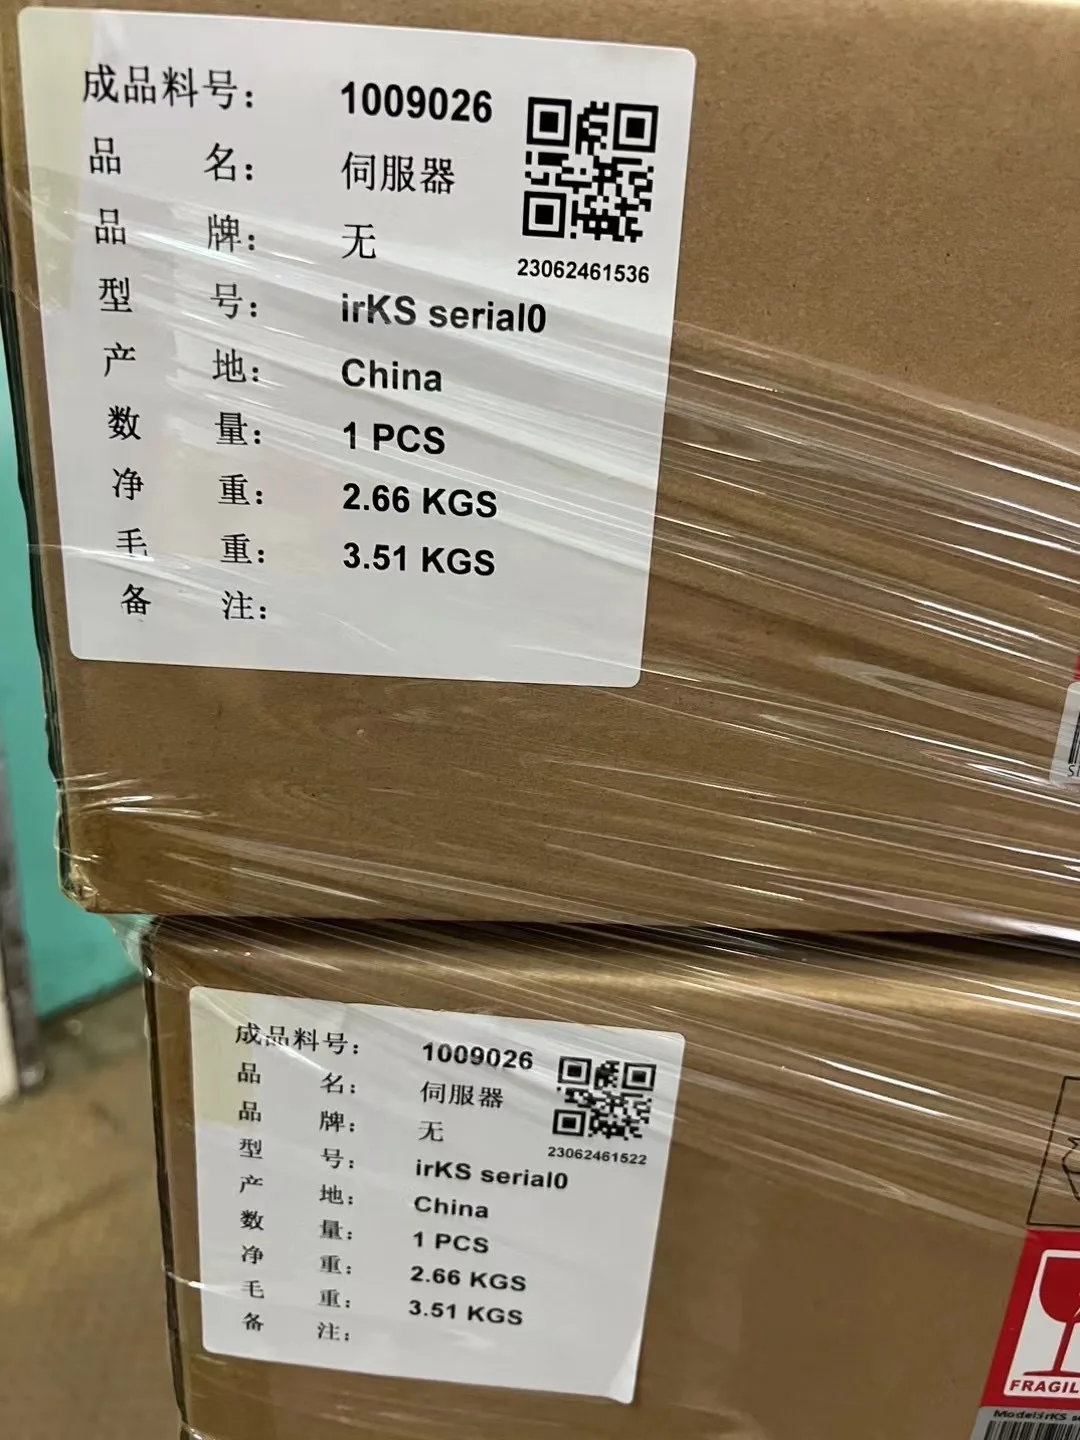 成品料号： 1009026
品 名： 伺服器
品 牌： 无
23062461536
型 号： irKS serial0
产 地： China
数 量： 1 PCS
净 重： 2.66 KGS
毛 重： 3.51 KGS
备 注：
成品料号： 1009026
品 名： 伺服器
品 牌： 无
23062461522
型 号： irKS serial0
产 地： China
数 量： 1 PCS
净 重： 2.66 KGS
毛 重： 3.51 KGS
备 注：
FRAGIL
Model:irKS se